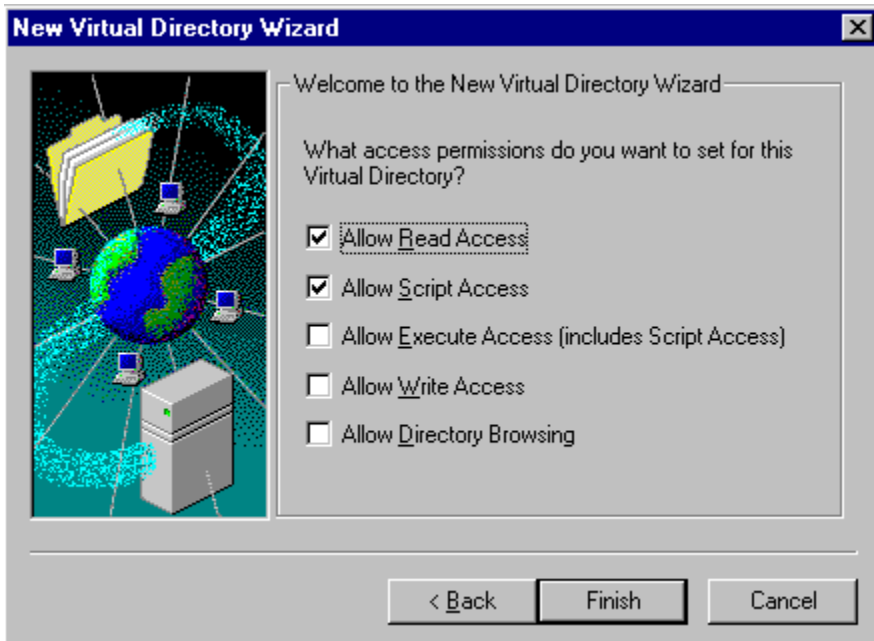 New Virtual Directory Wizard
Welcome to the New Virtual Directory Wizard
What access permissions do you want to set for this
Virtual Directory?
Allow Read Access
Allow Script Access
Allow Execute Access (includes Script Access)
Allow Write Access
Allow Directory Browsing
< Back
Finish
Cancel